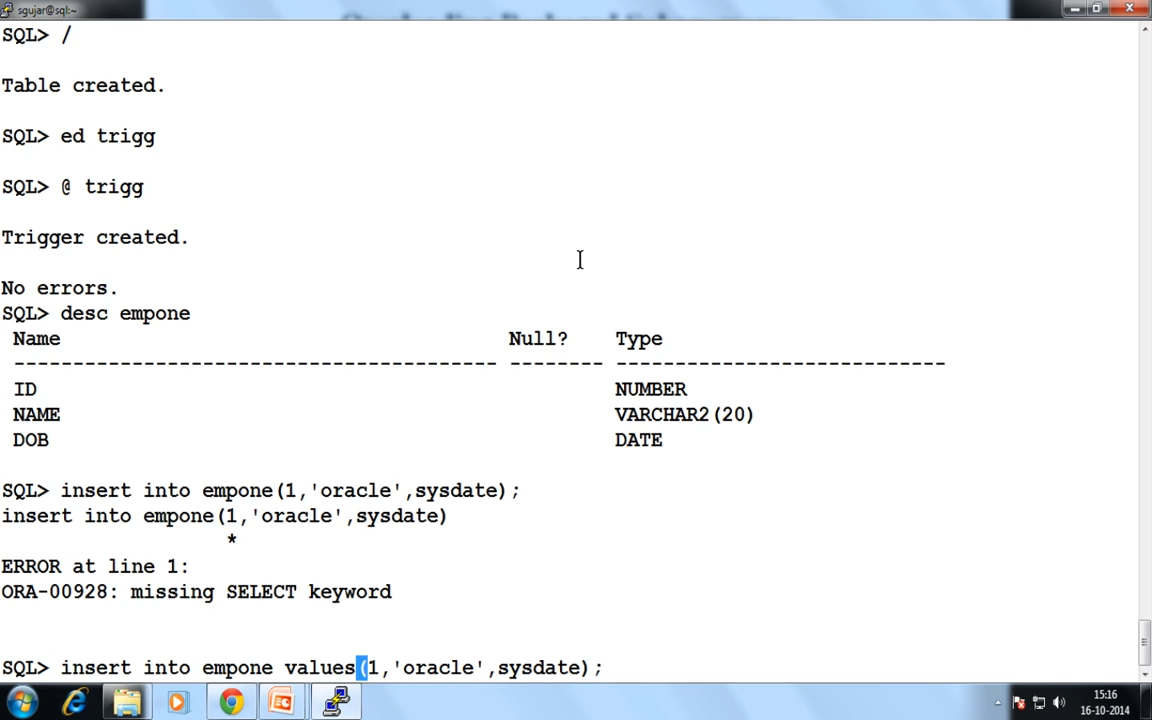 sgujar@sql:~
SQL> /
Table created.
SQL> ed trigg
SQL> @ trigg
Trigger created.
No errors.
SQL> desc empone
Name Null? Type
----------------------------------------- -------- ----------------------------
ID NUMBER
NAME VARCHAR2(20)
DOB DATE
SQL> insert into empone(1,'oracle',sysdate);
insert into empone(1,'oracle',sysdate)
*
ERROR at line 1:
ORA-00928: missing SELECT keyword
SQL> insert into empone values(1,'oracle',sysdate);
15:16
16-10-2014